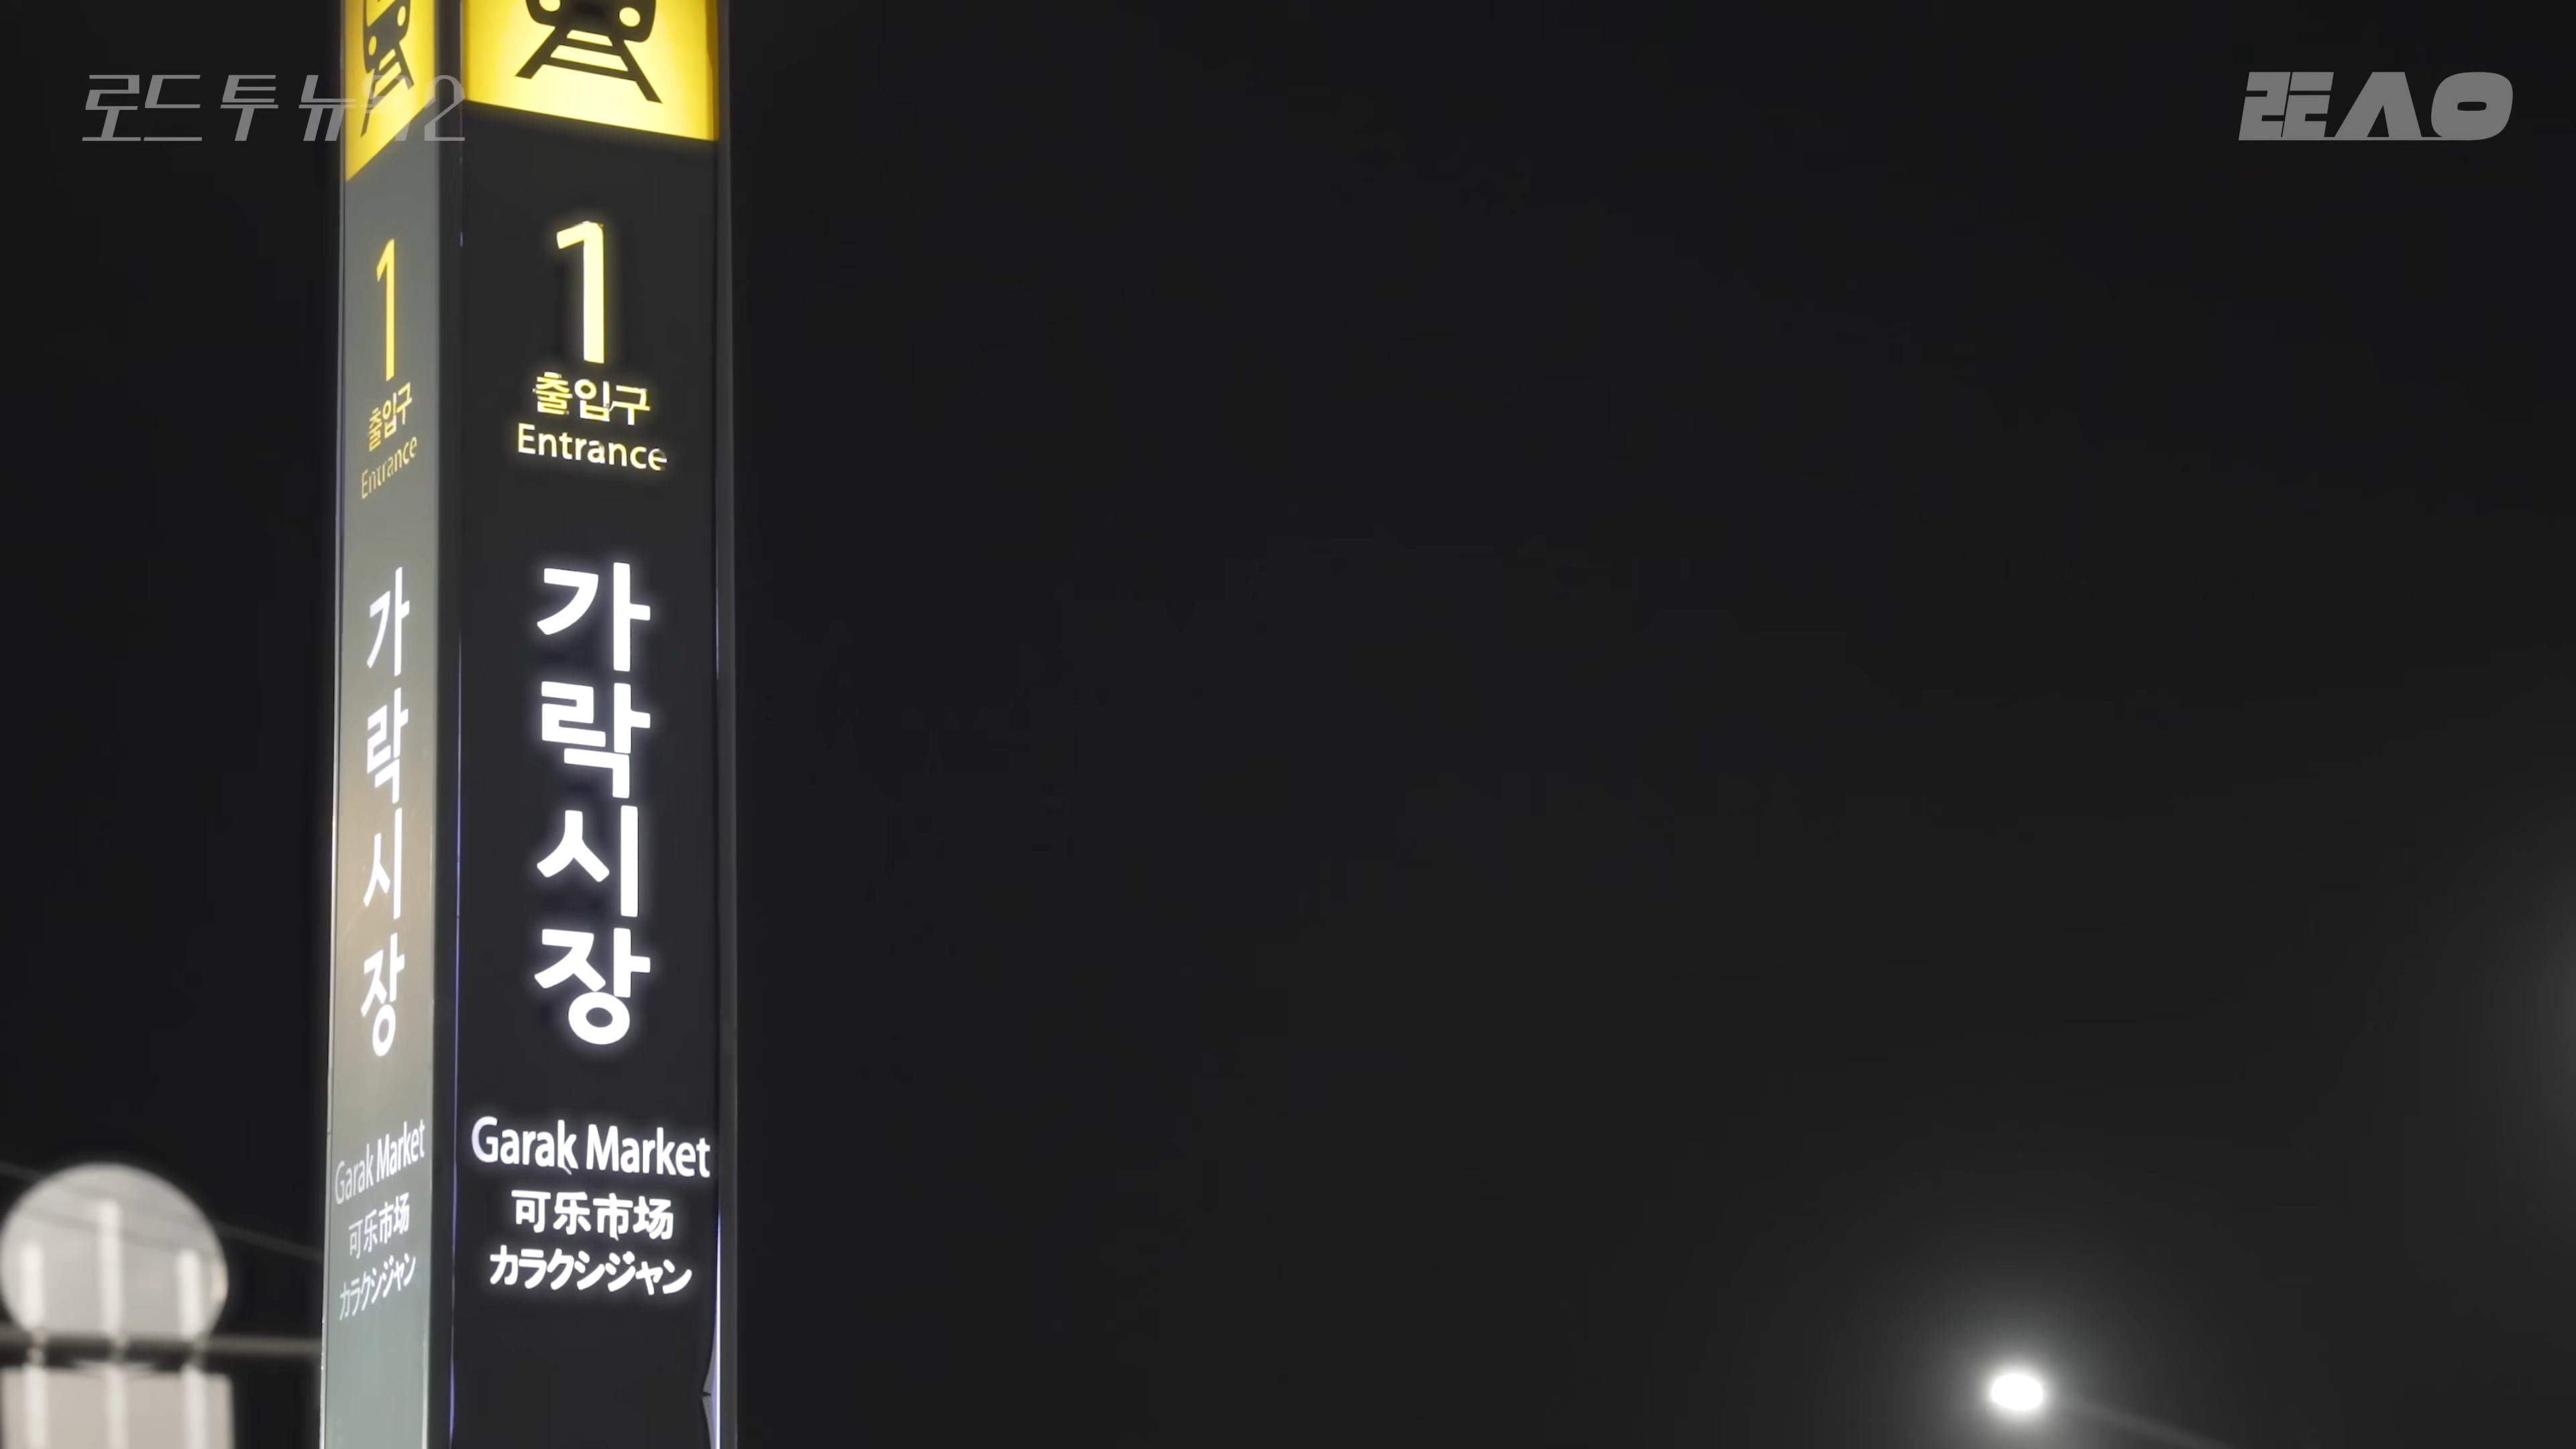 로드 투 뉴
1
출입구
Entrance
가락시장
Garak Market
可乐市场
カラクシジャン
1
출입구
Entrance
가락시장
Garak Market
可乐市场
カラクシジャン